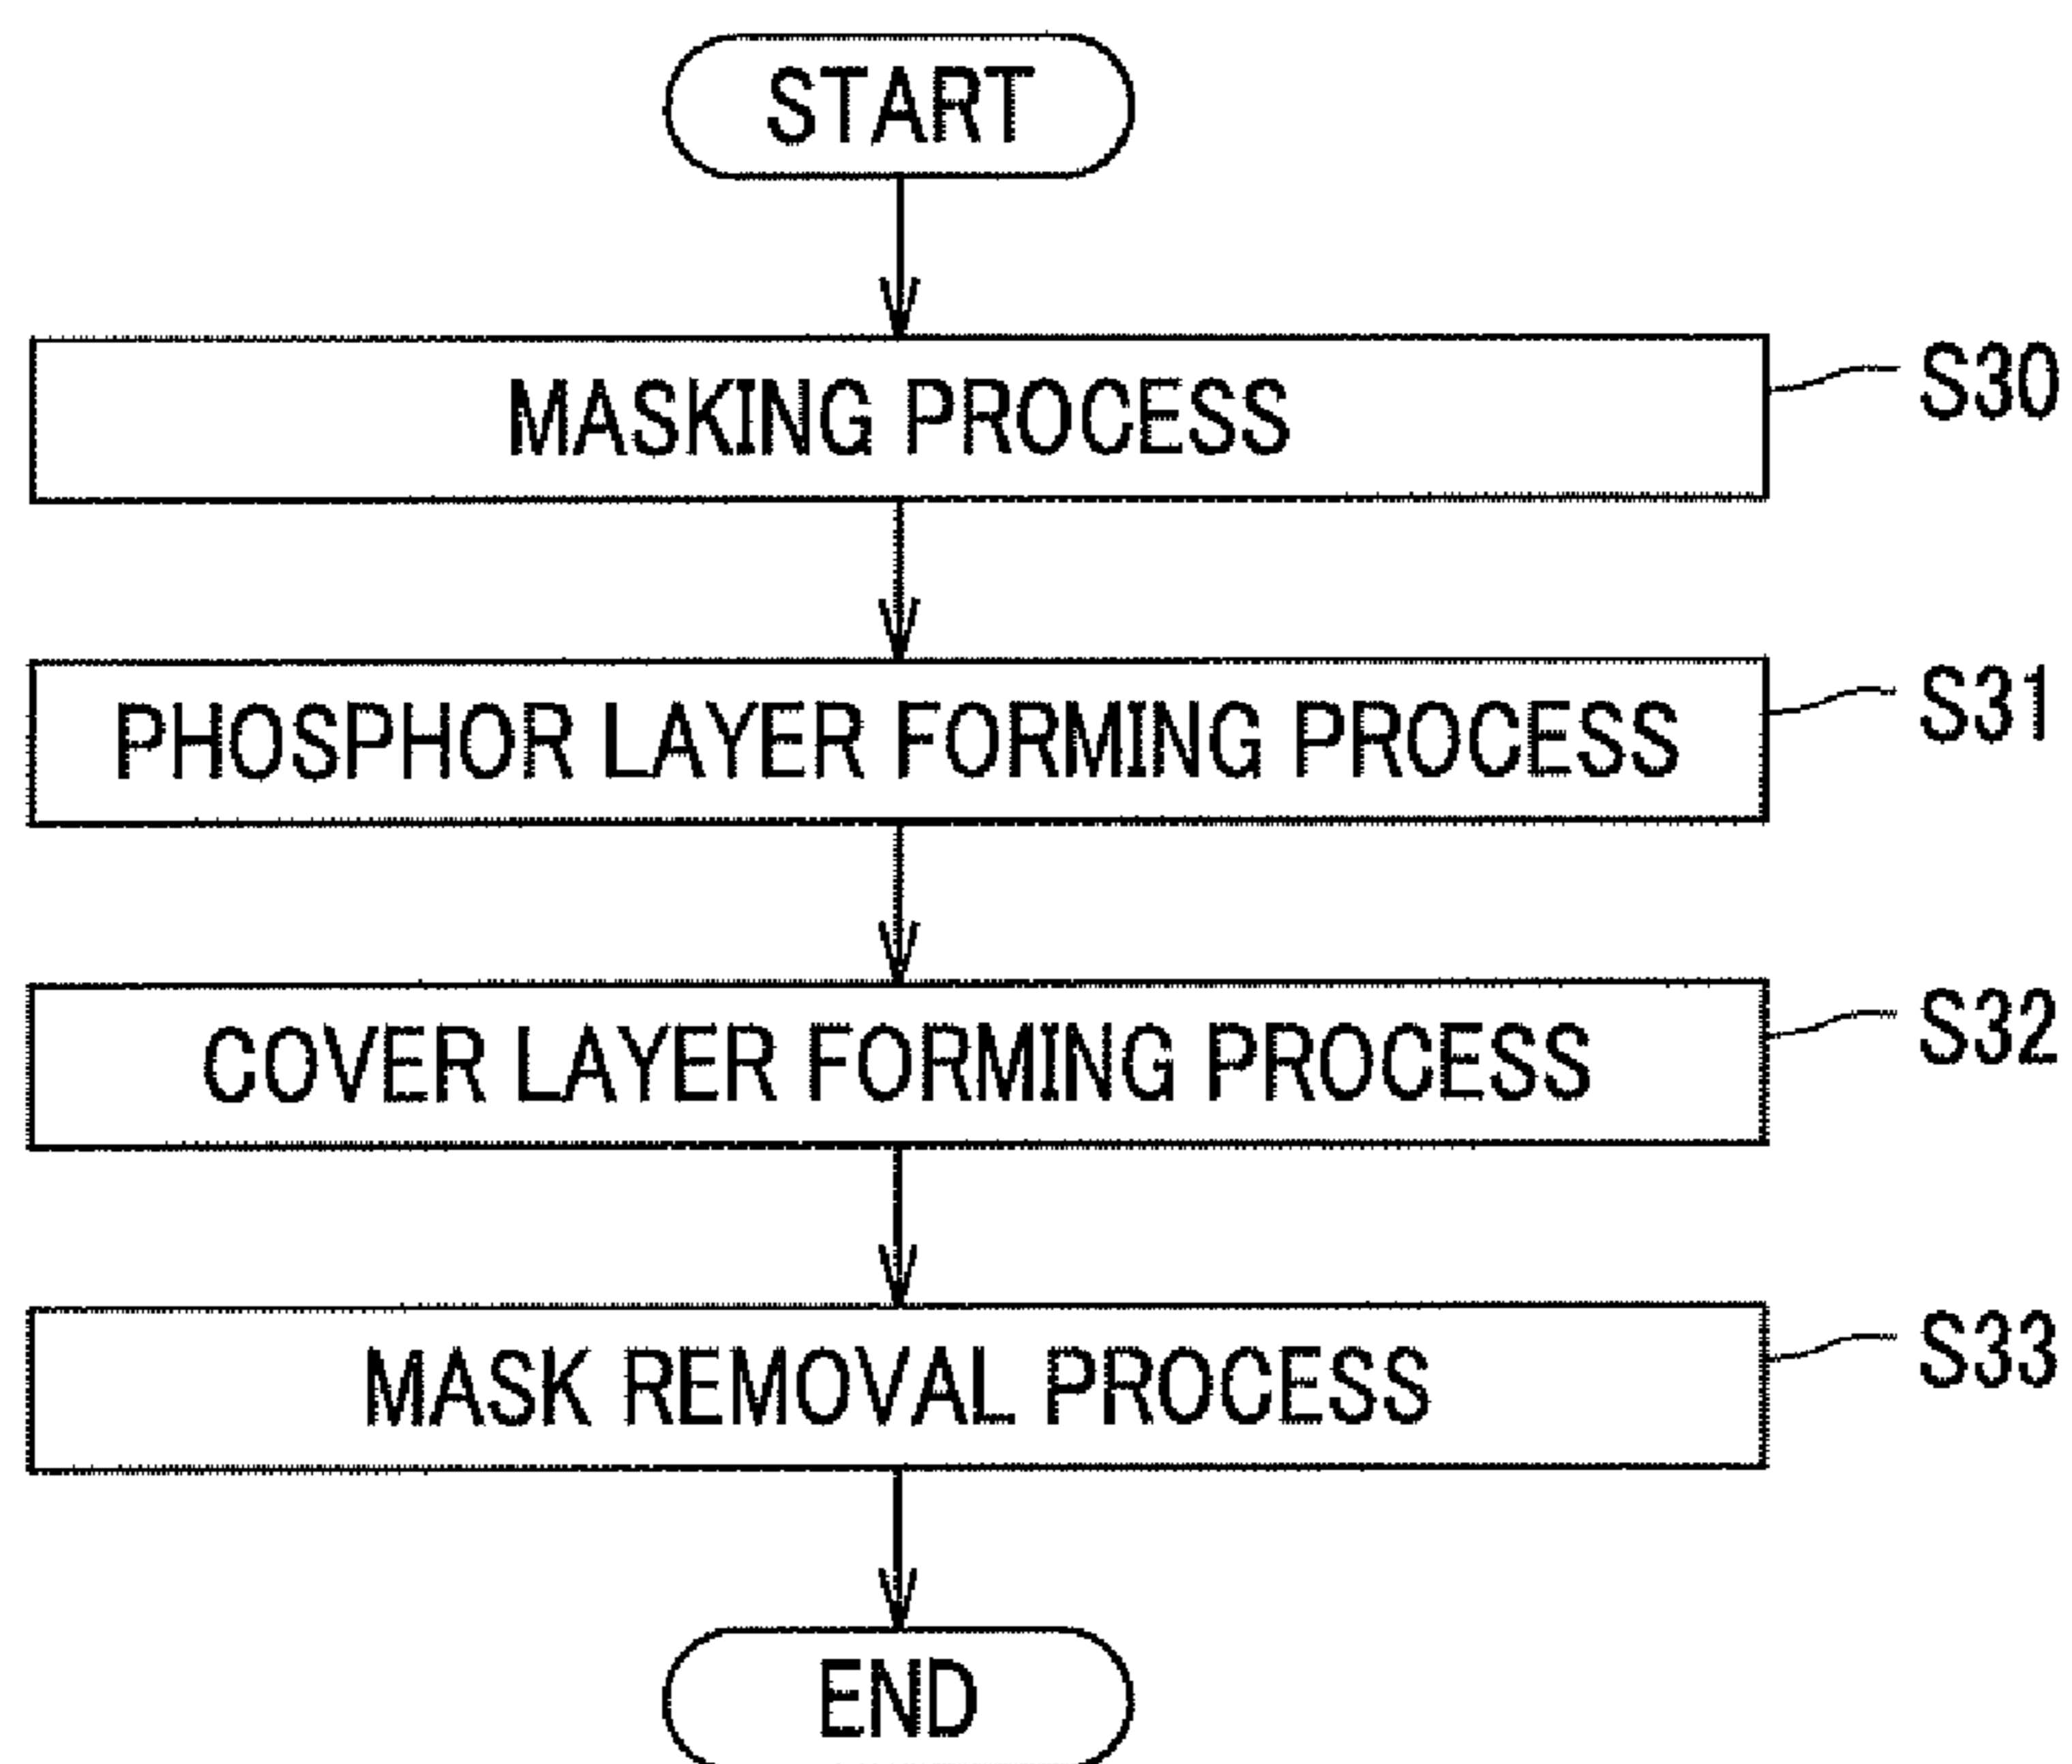 START
MASKING PROCESS
S30
PHOSPHOR LAYER FORMING PROCESS
S31
COVER LAYER FORMING PROCESS
S32
MASK REMOVAL PROCESS
S33
END